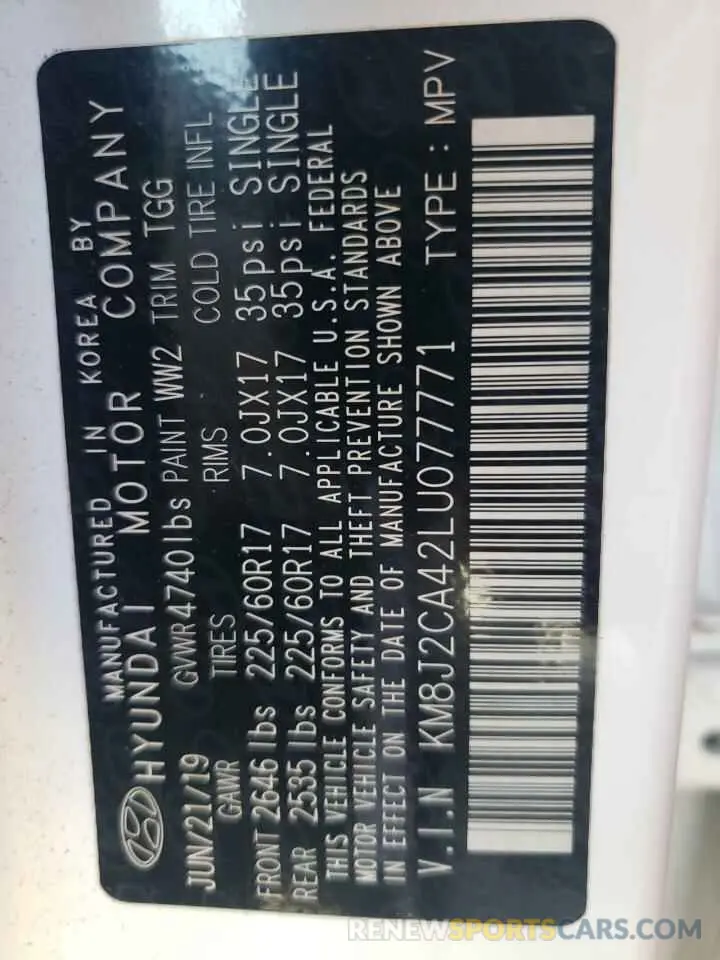 MANUFACTURED IN KOREA BY
HYUNDAI MOTOR COMPANY
JUN/21/19 GVWR 4740 lbs PAINT WW2 TRIM TGG
GAWR TIRES RIMS COLD TIRE INFL
FRONT 2646 lbs 225/60R17 7.0JX17 35psi SINGLE
REAR 2535 lbs 225/60R17 7.0JX17 35psi SINGLE
THIS VEHICLE CONFORMS TO ALL APPLICABLE U.S.A. FEDERAL
MOTOR VEHICLE SAFETY AND THEFT PREVENTION STANDARDS
IN EFFECT ON THE DATE OF MANUFACTURE SHOWN ABOVE
V.I.N KM8J2CA42LU077771 TYPE : MPV
RENEWSPORTSCARS.COM